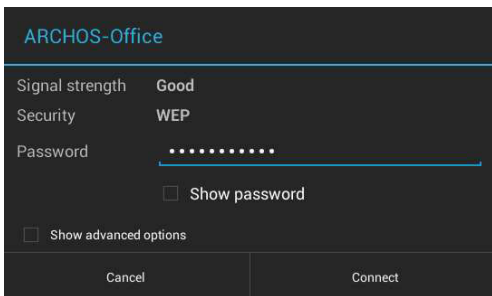 ARCHOS-Office
Signal strength Good
Security WEP
Password •••••••••••
Show password
Show advanced options
Cancel Connect